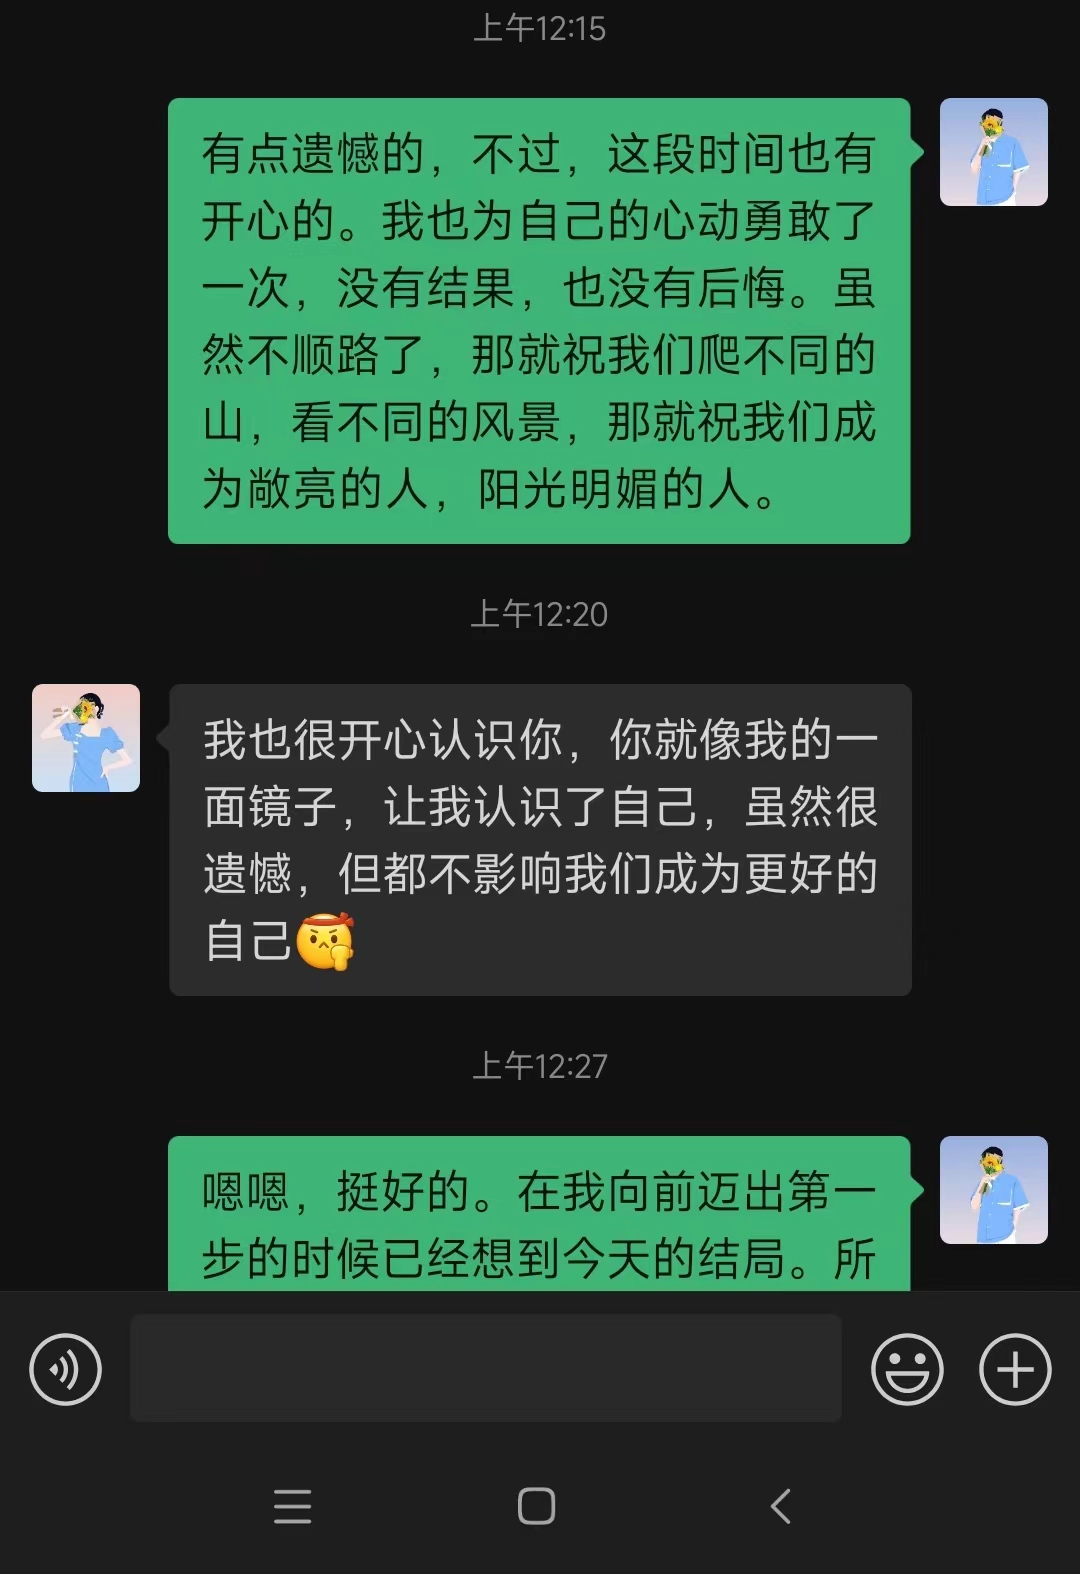 上午12:15
有点遗憾的，不过，这段时间也有
开心的。我也为自己的心动勇敢了
一次，没有结果，也没有后悔。虽
然不顺路了，那就祝我们爬不同的
山，看不同的风景，那就祝我们成
为敞亮的人，阳光明媚的人。
上午12:20
我也很开心认识你，你就像我的一
面镜子，让我认识了自己，虽然很
遗憾，但都不影响我们成为更好的
自己
上午12:27
嗯嗯，挺好的。在我向前迈出第一
步的时候已经想到今天的结局。所